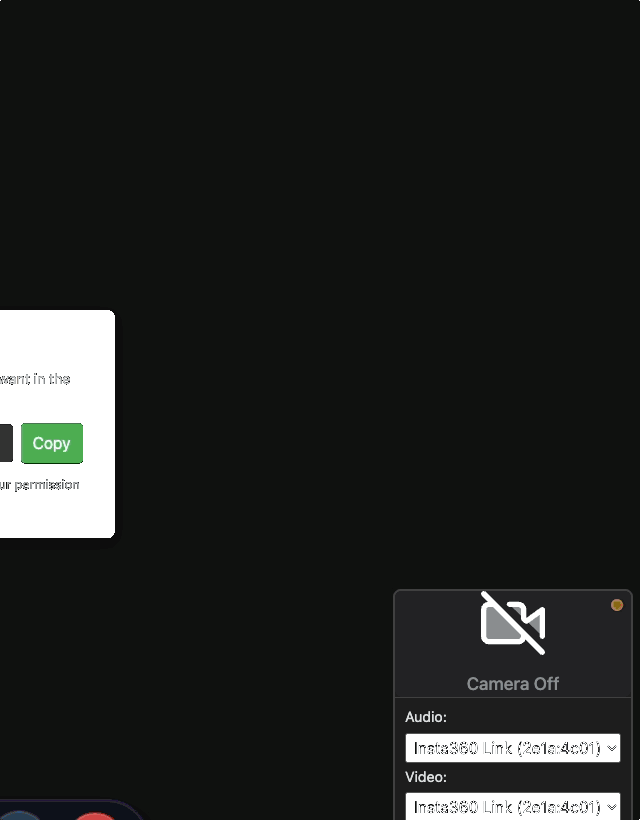 want in the
Copy
ur permission
Camera Off
Audio:
Insta360 Link (2e1a:4c01)
Video:
Insta360 Link (2e1a:4c01)